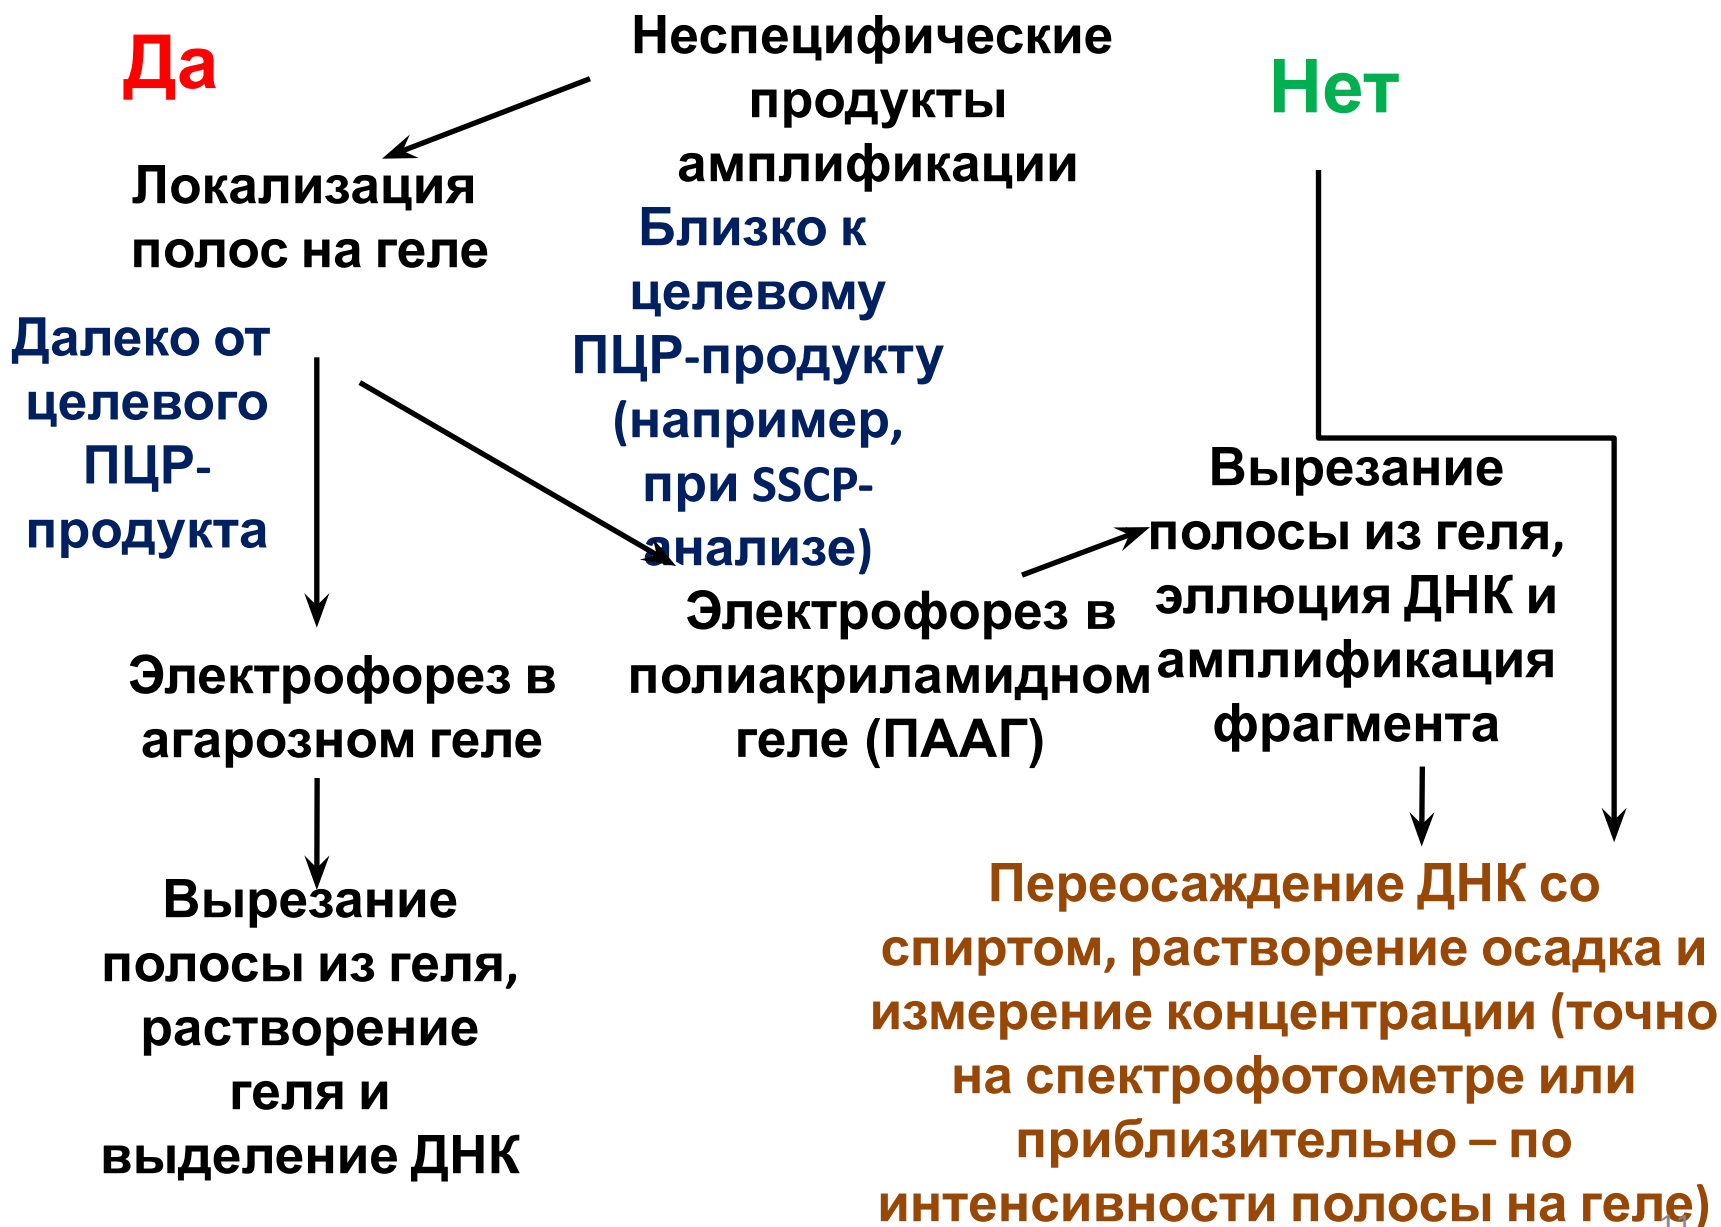 Да
Неспецифические
продукты
амплификации
Нет
Локализация
полос на геле
Близко к
целевому
ПЦР-продукту
(например,
при SSCP-
анализе)
Далеко от
целевого
ПЦР-
продукта
Электрофорез в
агарозном геле
Электрофорез в
полиакриламидном
геле (ПААГ)
Вырезание
полосы из геля,
эллюция ДНК и
амплификация
фрагмента
Вырезание
полосы из геля,
растворение
геля и
выделение ДНК
Переосаждение ДНК со
спиртом, растворение осадка и
измерение концентрации (точно
на спектрофотометре или
приблизительно – по
интенсивности полосы на геле)